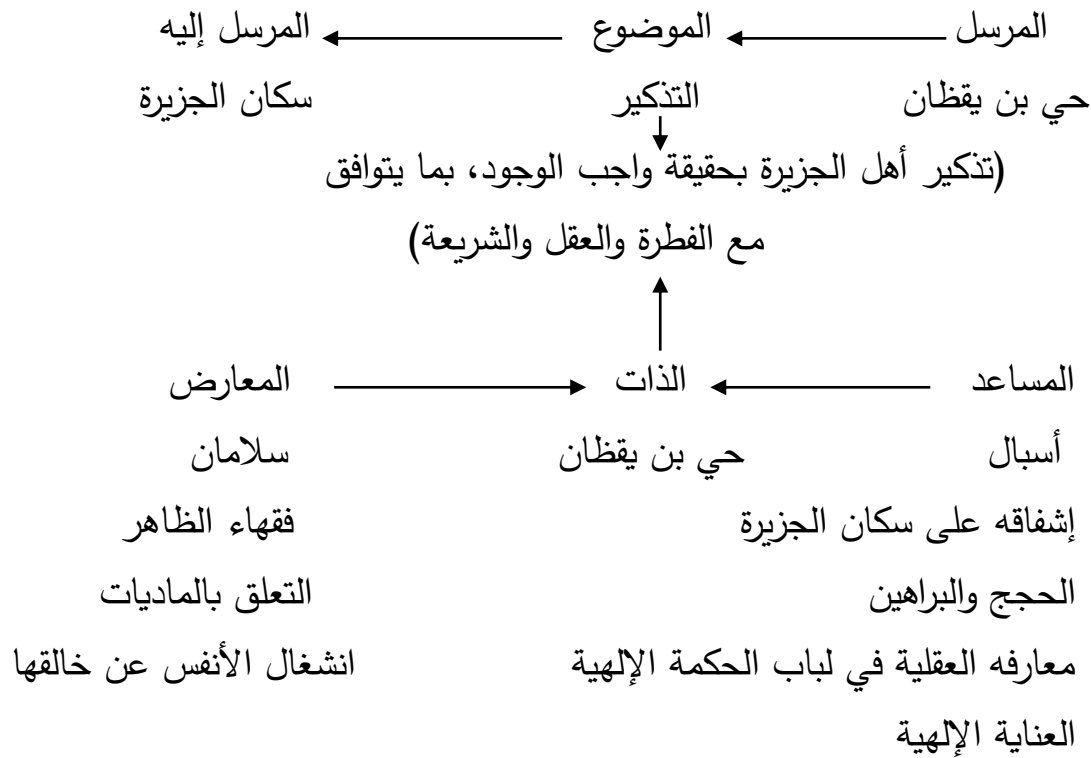 المرسل الموضوع المرسل إليه
حي بن يقظان التذكير سكان الجزيرة
(تذكير أهل الجزيرة بحقيقة واجب الوجود، بما يتوافق
مع الفطرة والعقل والشريعة)
المساعد الذات المعارض
أسبال حي بن يقظان سلامان
إشفاقه على سكان الجزيرة فقهاء الظاهر
الحجج والبراهين التعلق بالماديات
معارفه العقلية في لباب الحكمة الإلهية انشغال الأنفس عن خالقها
العناية الإلهية